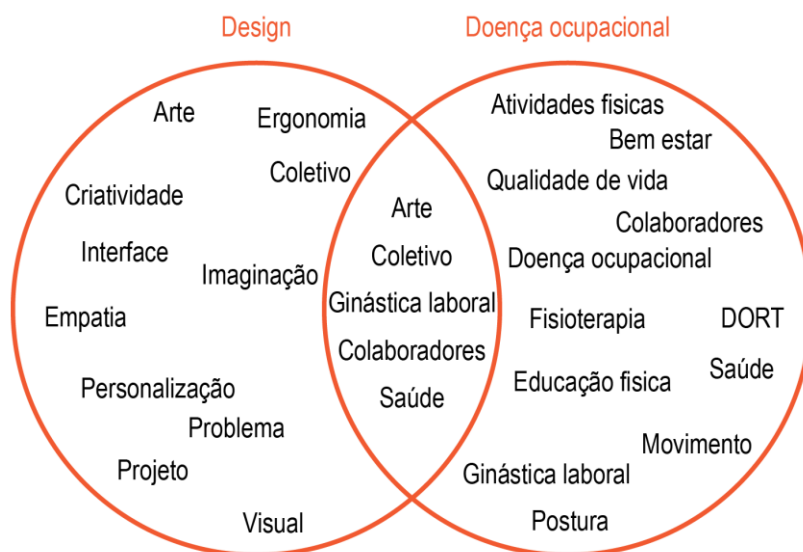 Design
Doença ocupacional
Arte
Ergonomia
Coletivo
Criatividade
Interface
Imaginação
Empatia
Personalização
Problema
Projeto
Visual
Arte
Coletivo
Ginástica laboral
Colaboradores
Saúde
Atividades fisicas
Bem estar
Qualidade de vida
Colaboradores
Doença ocupacional
Fisioterapia
DORT
Educação fisica
Saúde
Movimento
Ginástica laboral
Postura